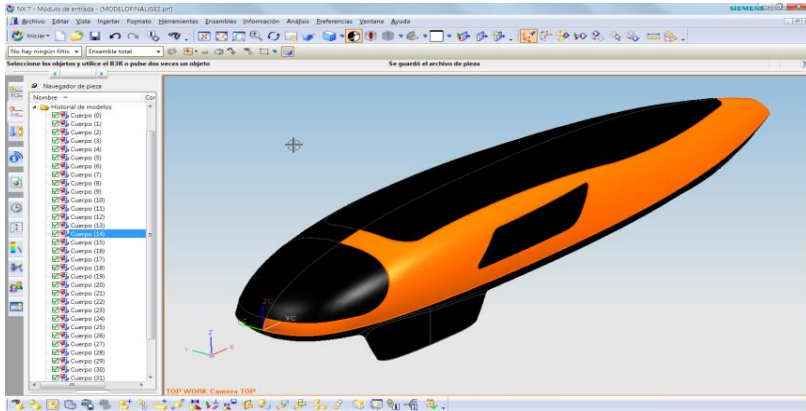 NX 7 - Módulo de entrada - [MODELOFINALIGES.prt]
SIEMENS
Archivo Editar Vista Insertar Formato Herramientas Ensambles Información Análisis Preferencias Ventana Ayuda
Iniciar
No hay ningún filtro Ensamble total
Seleccione los objetos y utilice el B3R o pulse dos veces un objeto
Se guardó el archivo de pieza
Navegador de pieza
Nombre Cor
Historial de modelos
Cuerpo (0)
Cuerpo (1)
Cuerpo (2)
Cuerpo (3)
Cuerpo (4)
Cuerpo (5)
Cuerpo (6)
Cuerpo (7)
Cuerpo (8)
Cuerpo (9)
Cuerpo (10)
Cuerpo (11)
Cuerpo (12)
Cuerpo (13)
Cuerpo (14)
Cuerpo (15)
Cuerpo (16)
Cuerpo (17)
Cuerpo (18)
Cuerpo (19)
Cuerpo (20)
Cuerpo (21)
Cuerpo (22)
Cuerpo (23)
Cuerpo (24)
Cuerpo (25)
Cuerpo (26)
Cuerpo (27)
Cuerpo (28)
Cuerpo (29)
Cuerpo (30)
Cuerpo (31)
ZC
XC
Z
Y
X
TOP WORK Camera TOP